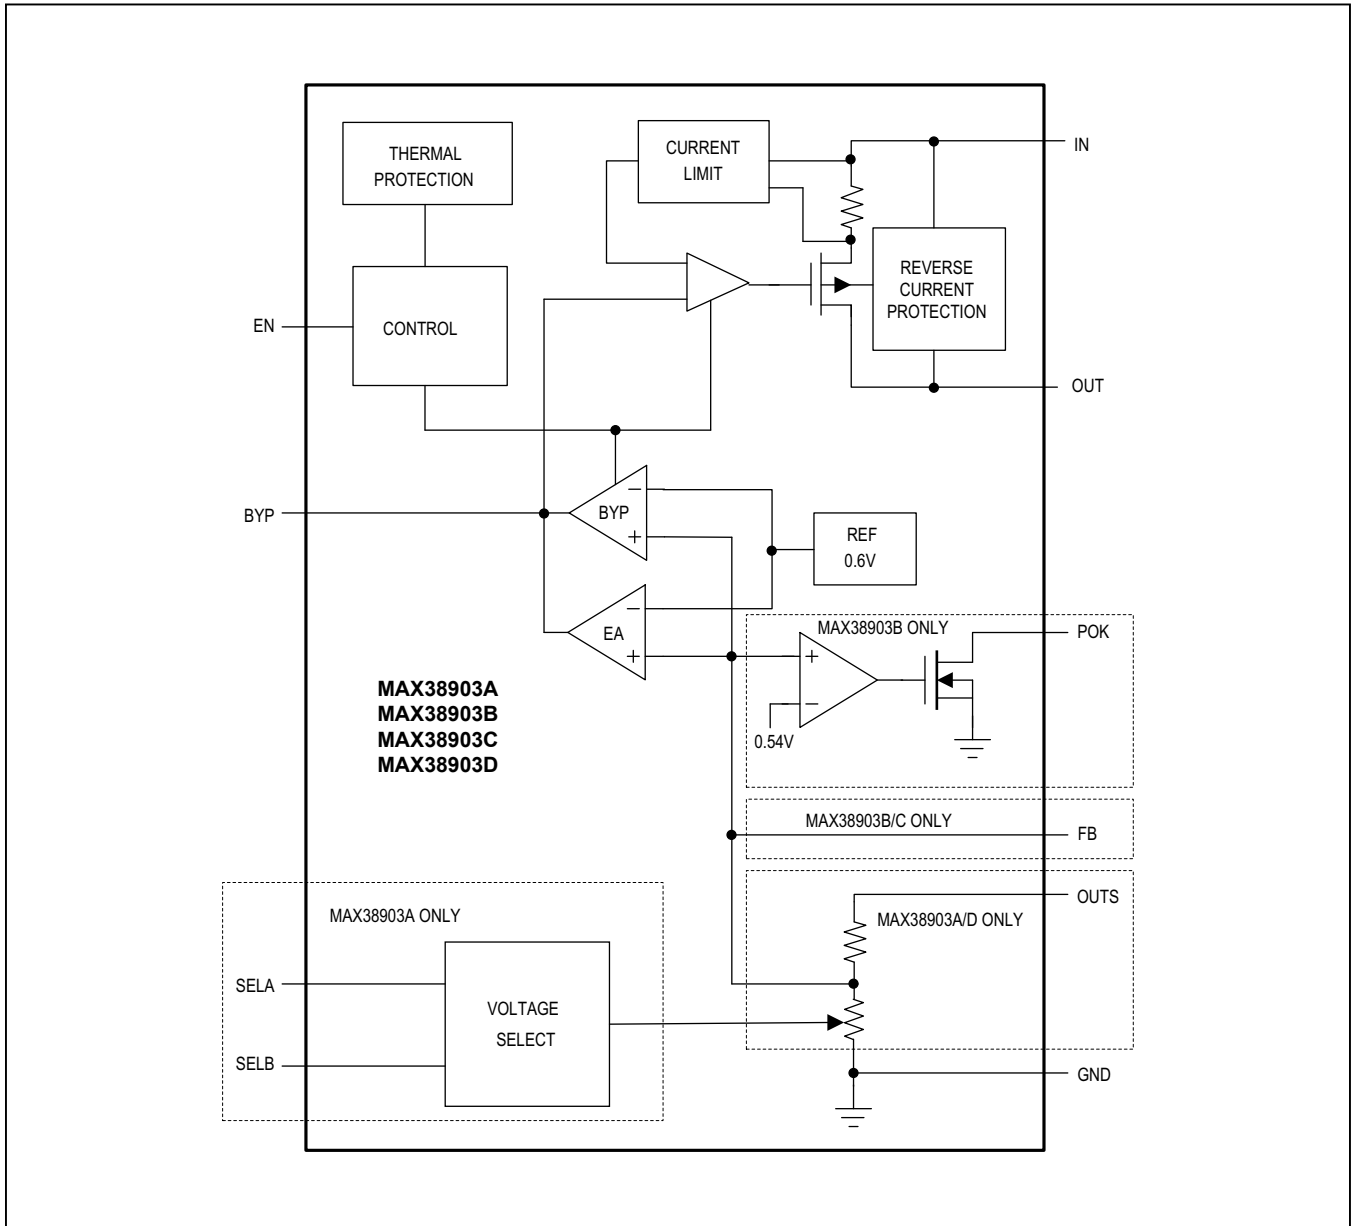 THERMAL
PROTECTION
CURRENT
LIMIT
IN
REVERSE
CURRENT
PROTECTION
EN
CONTROL
OUT
BYP
−
BYP
+
REF
0.6V
−
EA
+
MAX38903B ONLY
POK
+
−
0.54V
MAX38903A
MAX38903B
MAX38903C
MAX38903D
MAX38903B/C ONLY
FB
OUTS
MAX38903A/D ONLY
MAX38903A ONLY
SELA
VOLTAGE
SELECT
SELB
GND